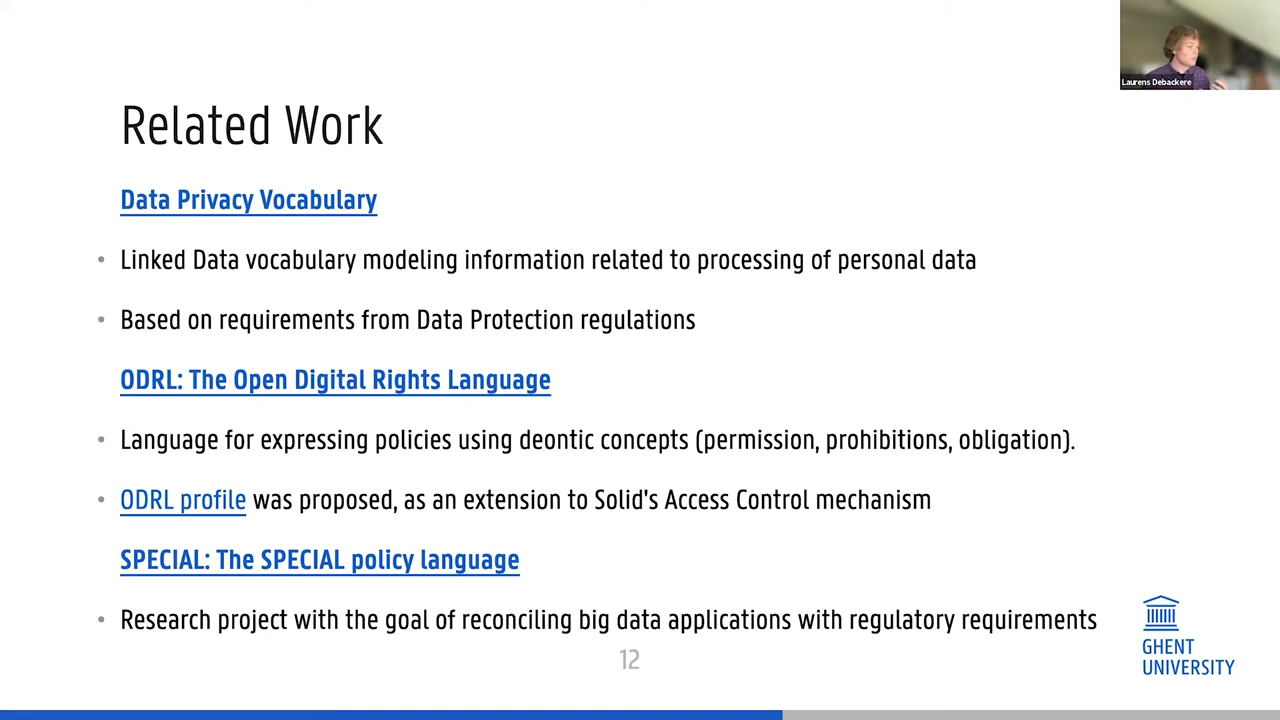 Laurens Debackere
Related Work
Data Privacy Vocabulary
• Linked Data vocabulary modeling information related to processing of personal data
• Based on requirements from Data Protection regulations
ODRL: The Open Digital Rights Language
• Language for expressing policies using deontic concepts (permission, prohibitions, obligation).
• ODRL profile was proposed, as an extension to Solid's Access Control mechanism
SPECIAL: The SPECIAL policy language
• Research project with the goal of reconciling big data applications with regulatory requirements
12
GHENT
UNIVERSITY